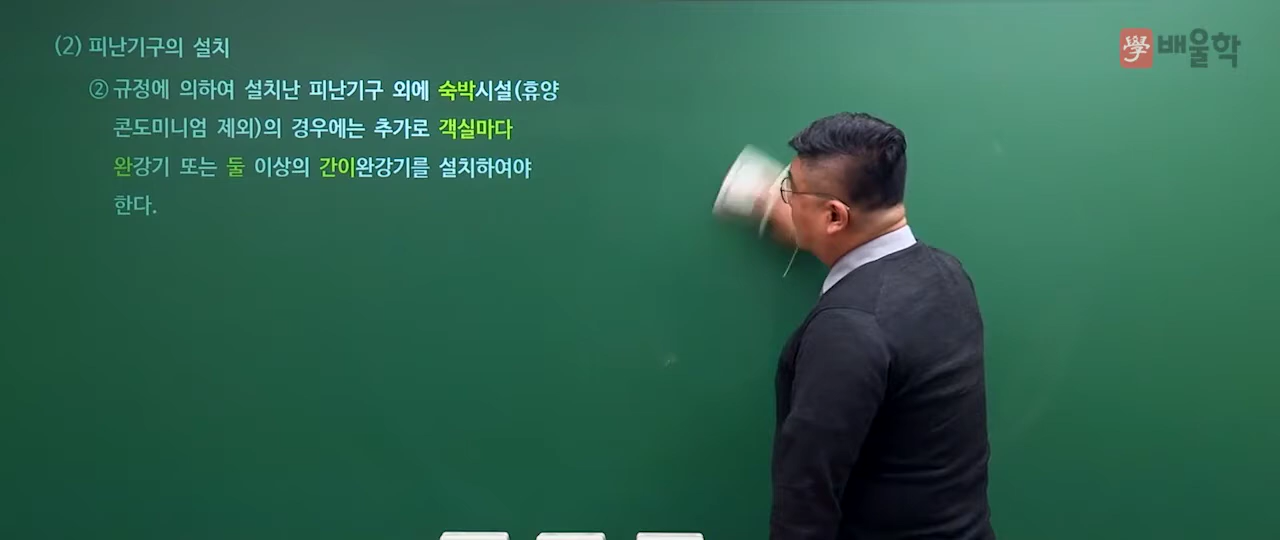 (2) 피난기구의 설치
學 배울학
② 규정에 의하여 설치난 피난기구 외에 숙박시설(휴양
콘도미니엄 제외)의 경우에는 추가로 객실마다
완강기 또는 둘 이상의 간이완강기를 설치하여야
한다.